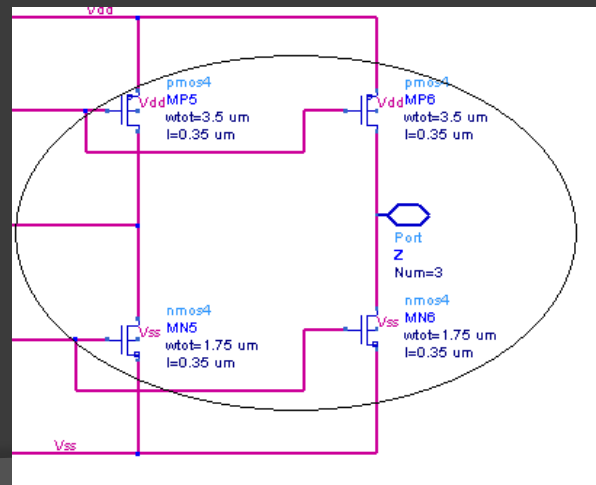 Vdd
pmos4
Vdd MP5
wtot=3.5 um
l=0.35 um
pmos4
Vdd MP6
wtot=3.5 um
l=0.35 um
Port
Z
Num=3
nmos4
Vss MN5
wtot=1.75 um
l=0.35 um
nmos4
Vss MN6
wtot=1.75 um
l=0.35 um
Vss